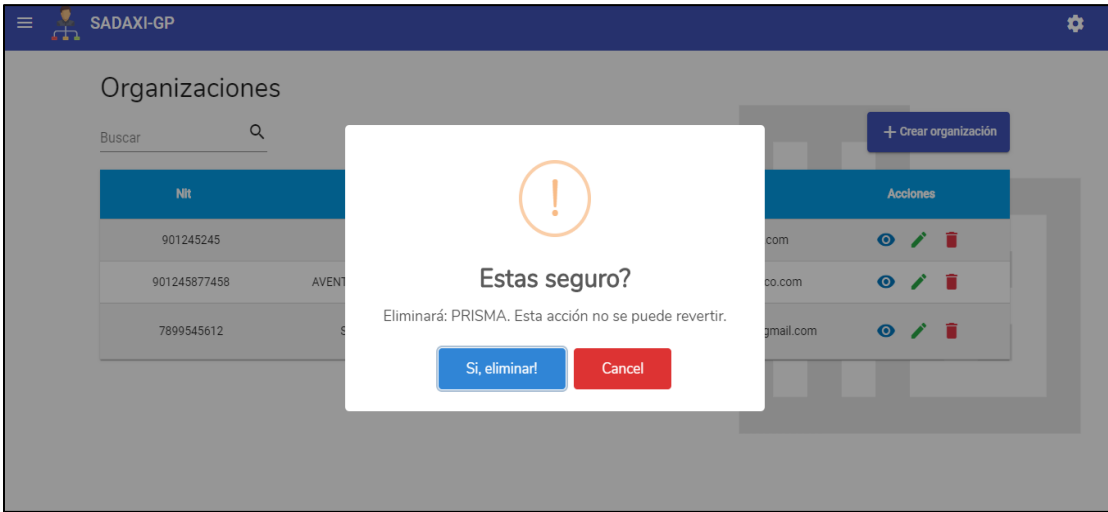 SADAXI-GP
Organizaciones
Buscar
+ Crear organización
Nit
Acciones
901245245
com
901245877458
AVENT
co.com
7899545612
S
gmail.com
!
Estas seguro?
Eliminará: PRISMA. Esta acción no se puede revertir.
Si, eliminar!
Cancel